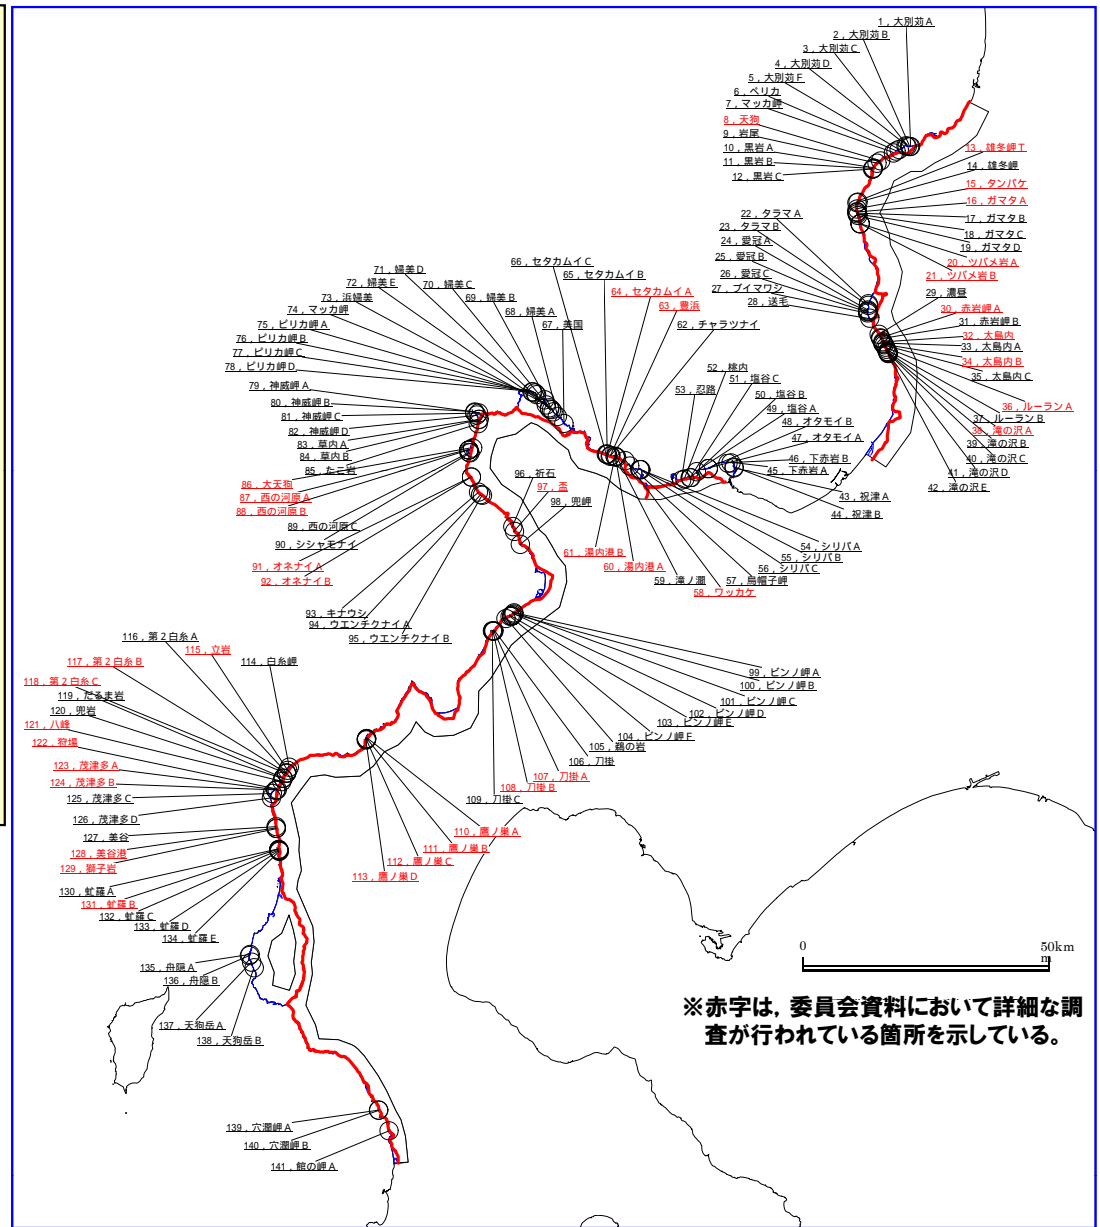 1，大別苅A
2，大別苅B
3，大別苅C
4，大別苅D
5，大別苅F
6，ペリカ
7，マッカ岬
8，天狗
9，岩尾
10，黒岩A
11，黒岩B
12，黒岩C
13，雄冬岬T
14，雄冬岬
15，タンパケ
16，ガマタA
17，ガマタB
18，ガマタC
19，ガマタD
20，ツバメ岩A
21，ツバメ岩B
22，タラマA
23，タラマB
24，愛冠A
25，愛冠B
26，愛冠C
27，ブイマワシ
28，送毛
29，濃昼
30，赤岩岬A
31，赤岩岬B
32，太島内
33，太島内A
34，太島内B
35，太島内C
36，ルーランA
37，ルーランB
38，滝の沢A
39，滝の沢B
40，滝の沢C
41，滝の沢D
42，滝の沢E
43，祝津A
44，祝津B
45，下赤岩A
46，下赤岩B
47，オタモイA
48，オタモイB
49，塩谷A
50，塩谷B
51，塩谷C
52，桃内
53，忍路
54，シリパA
55，シリパB
56，シリパC
57，烏帽子岬
58，ワッカケ
59，滝ノ澗
60，湯内港A
61，湯内港B
62，チャラツナイ
63，豊浜
64，セタカムイA
65，セタカムイB
66，セタカムイC
67，美国
68，婦美A
69，婦美B
70，婦美C
71，婦美D
72，婦美E
73，浜婦美
74，マッカ岬
75，ピリカ岬A
76，ピリカ岬B
77，ピリカ岬C
78，ピリカ岬D
79，神威岬A
80，神威岬B
81，神威岬C
82，神威岬D
83，草内A
84，草内B
85，たこ岩
86，大天狗
87，西の河原A
88，西の河原B
89，西の河原C
90，シシャモナイ
91，オネナイA
92，オネナイB
93，キナウシ
94，ウエンチクナイA
95，ウエンチクナイB
96，祈石
97，盃
98，兜岬
99，ビンノ岬A
100，ビンノ岬B
101，ビンノ岬C
102，ビンノ岬D
103，ビンノ岬E
104，ビンノ岬F
105，鵜の岩
106，刀掛
107，刀掛A
108，刀掛B
109，刀掛C
110，鷹ノ巣A
111，鷹ノ巣B
112，鷹ノ巣C
113，鷹ノ巣D
114，白糸岬
115，立岩
116，第2白糸A
117，第2白糸B
118，第2白糸C
119，だるま岩
120，兜岩
121，八峰
122，狩場
123，茂津多A
124，茂津多B
125，茂津多C
126，茂津多D
127，美谷
128，美谷港
129，獅子岩
130，虻羅A
131，虻羅B
132，虻羅C
133，虻羅D
134，虻羅E
135，舟隠A
136，舟隠B
137，天狗岳A
138，天狗岳B
139，穴澗岬A
140，穴澗岬B
141，館の岬A
0 50km
m
※赤字は，委員会資料において詳細な調
査が行われている箇所を示している。